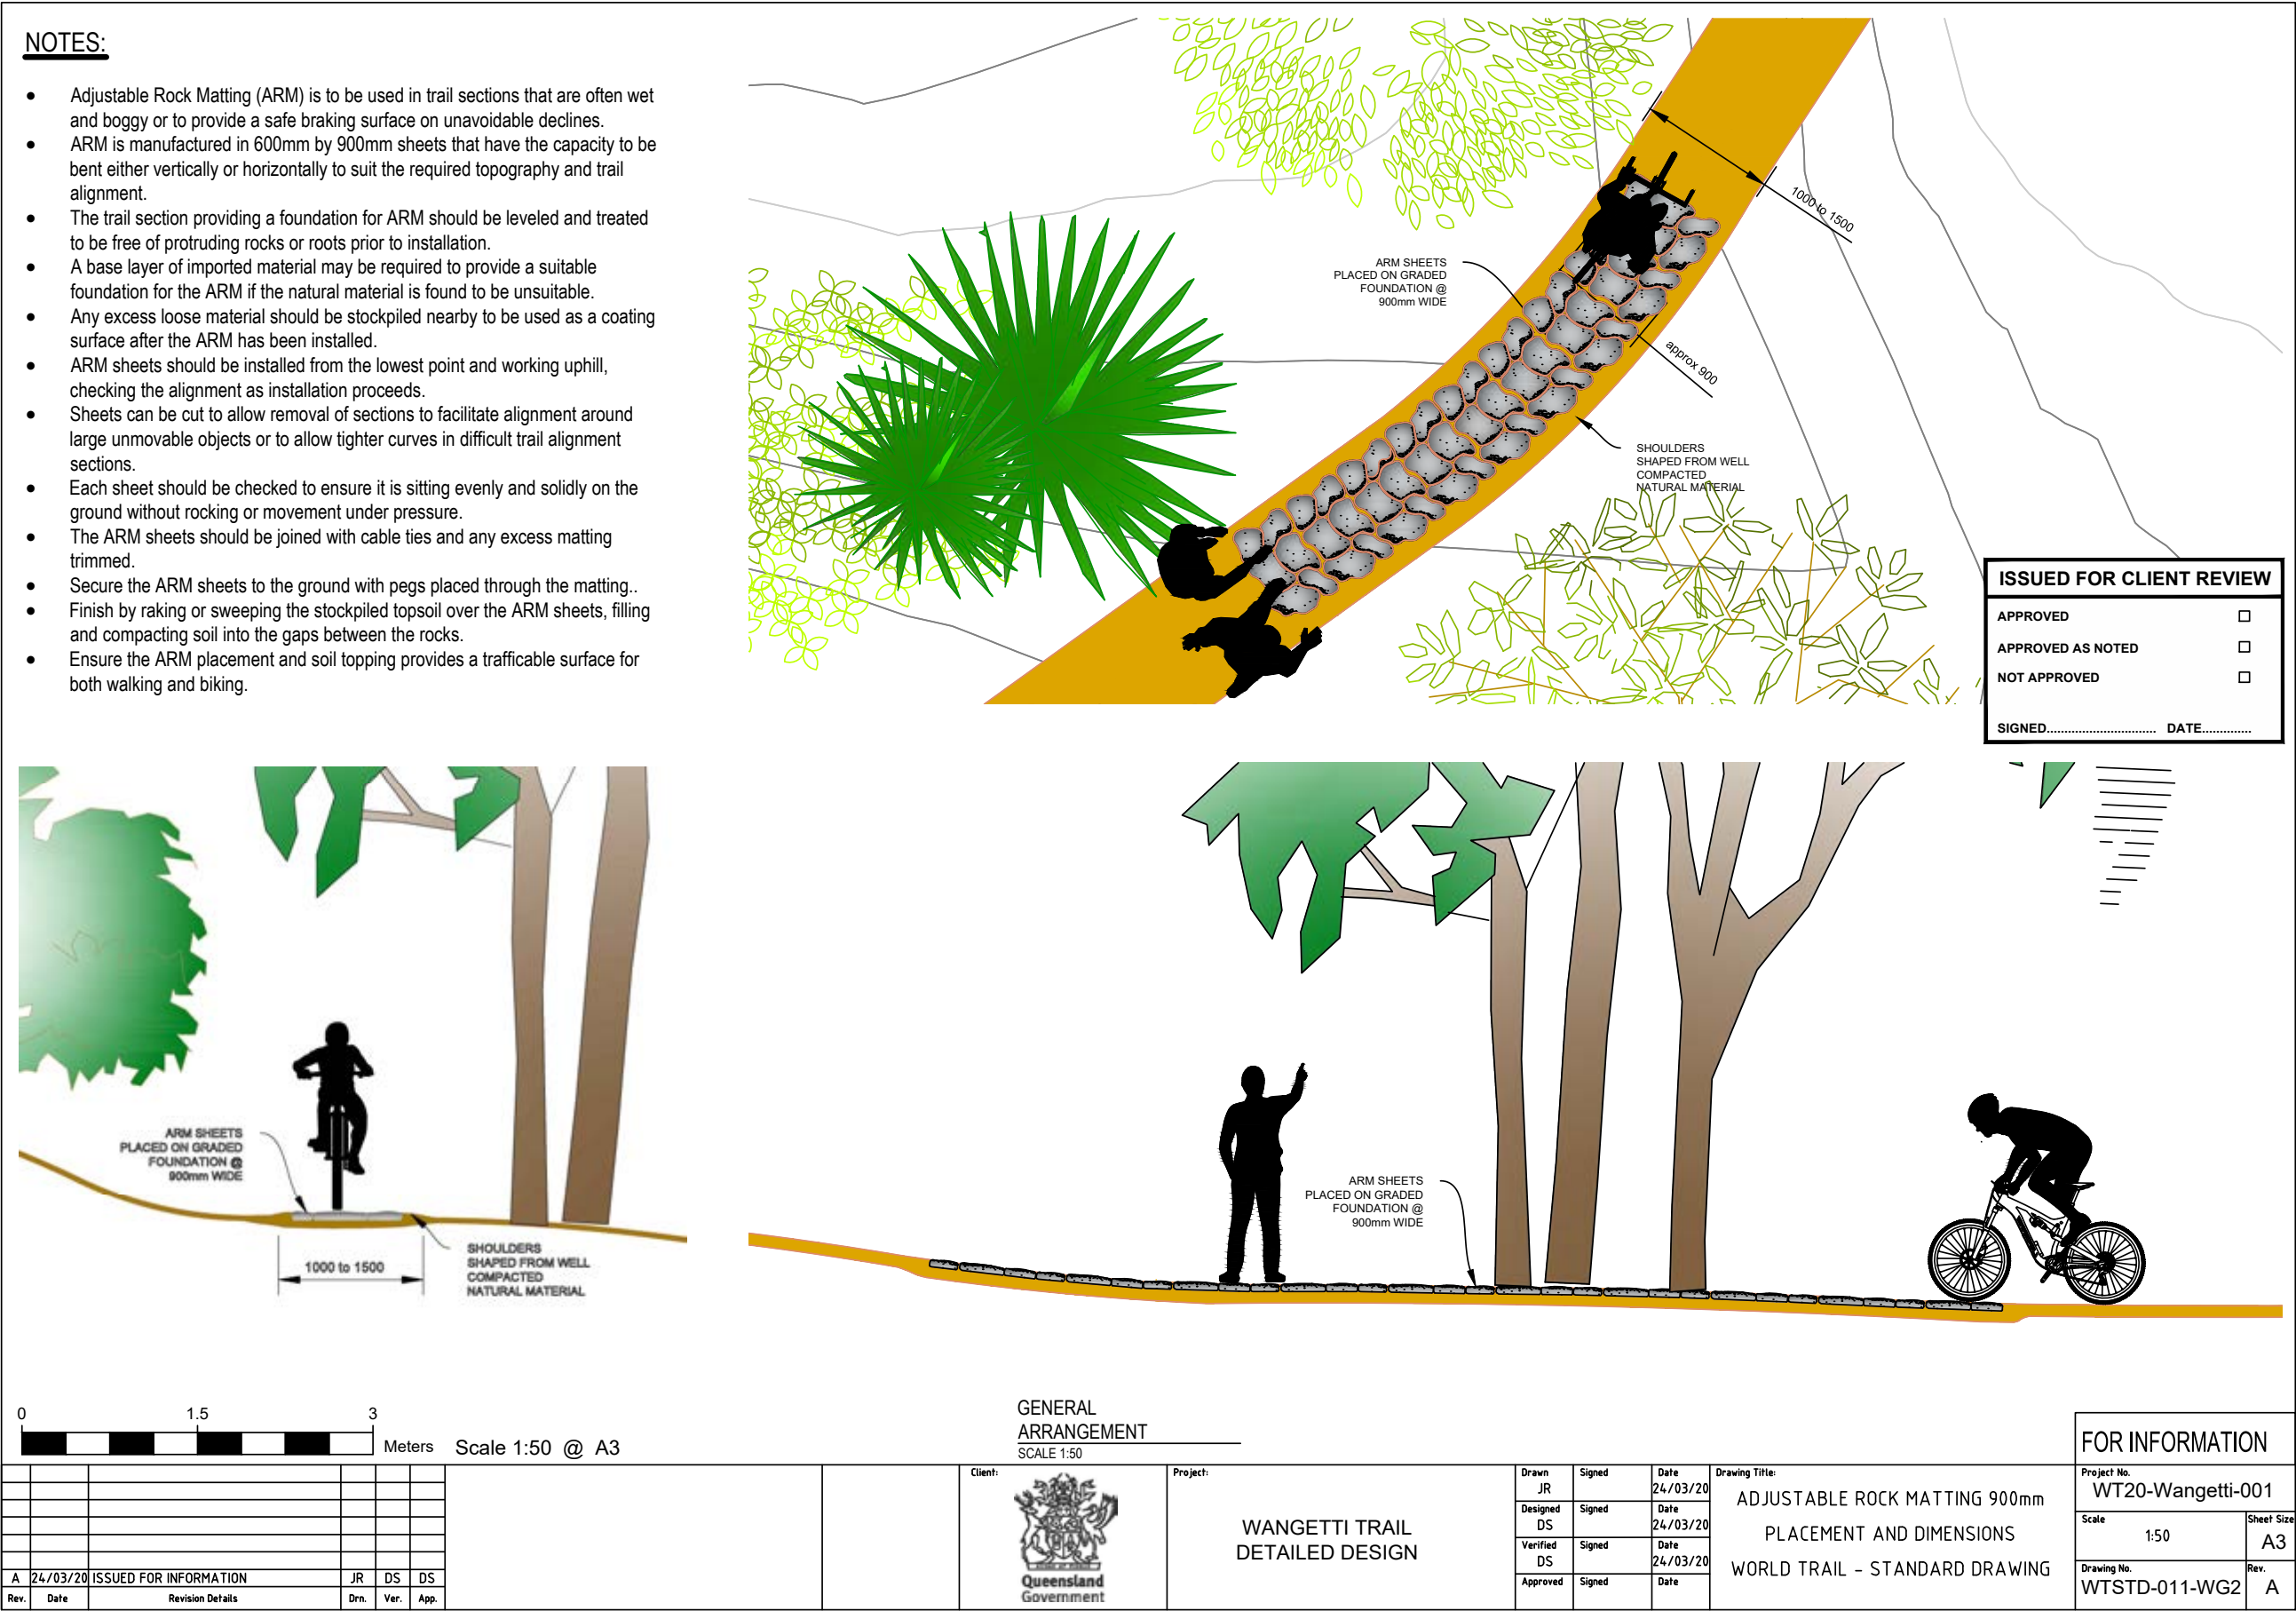 NOTES:
• Adjustable Rock Matting (ARM) is to be used in trail sections that are often wet
and boggy or to provide a safe braking surface on unavoidable declines.
• ARM is manufactured in 600mm by 900mm sheets that have the capacity to be
bent either vertically or horizontally to suit the required topography and trail
alignment.
• The trail section providing a foundation for ARM should be leveled and treated
to be free of protruding rocks or roots prior to installation.
• A base layer of imported material may be required to provide a suitable
foundation for the ARM if the natural material is found to be unsuitable.
• Any excess loose material should be stockpiled nearby to be used as a coating
surface after the ARM has been installed.
• ARM sheets should be installed from the lowest point and working uphill,
checking the alignment as installation proceeds.
• Sheets can be cut to allow removal of sections to facilitate alignment around
large unmovable objects or to allow tighter curves in difficult trail alignment
sections.
• Each sheet should be checked to ensure it is sitting evenly and solidly on the
ground without rocking or movement under pressure.
• The ARM sheets should be joined with cable ties and any excess matting
trimmed.
• Secure the ARM sheets to the ground with pegs placed through the matting..
• Finish by raking or sweeping the stockpiled topsoil over the ARM sheets, filling
and compacting soil into the gaps between the rocks.
• Ensure the ARM placement and soil topping provides a trafficable surface for
both walking and biking.
1000 to 1500
ARM SHEETS
PLACED ON GRADED
FOUNDATION @
900mm WIDE
approx 900
SHOULDERS
SHAPED FROM WELL
COMPACTED
NATURAL MATERIAL
ISSUED FOR CLIENT REVIEW
APPROVED
APPROVED AS NOTED
NOT APPROVED
SIGNED............................... DATE..............
ARM SHEETS
PLACED ON GRADED
FOUNDATION @
900mm WIDE
1000 to 1500
SHOULDERS
SHAPED FROM WELL
COMPACTED
NATURAL MATERIAL
ARM SHEETS
PLACED ON GRADED
FOUNDATION @
900mm WIDE
0 1.5 3
Meters Scale 1:50 @ A3
GENERAL
ARRANGEMENT
SCALE 1:50
FOR INFORMATION
A 24/03/20 ISSUED FOR INFORMATION JR DS DS
Rev. Date Revision Details Drn. Ver. App.
Client:
Queensland
Government
Project:
WANGETTI TRAIL
DETAILED DESIGN
Drawn Signed Date
JR 24/03/20
Designed Signed Date
DS 24/03/20
Verified Signed Date
DS 24/03/20
Approved Signed Date
Drawing Title:
ADJUSTABLE ROCK MATTING 900mm
PLACEMENT AND DIMENSIONS
WORLD TRAIL - STANDARD DRAWING
Project No.
WT20-Wangetti-001
Scale Sheet Size
1:50 A3
Drawing No. Rev.
WTSTD-011-WG2 A